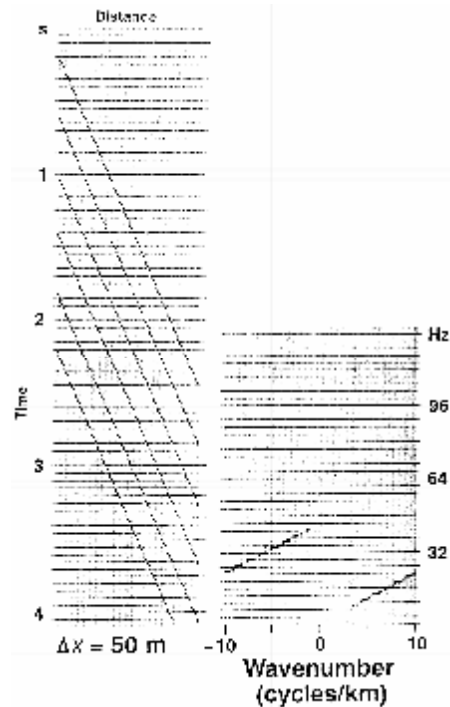 Distance
s
1
2
3
4
Time
Δx = 50 m
Hz
96
64
32
-10 0 10
Wavenumber
(cycles/km)